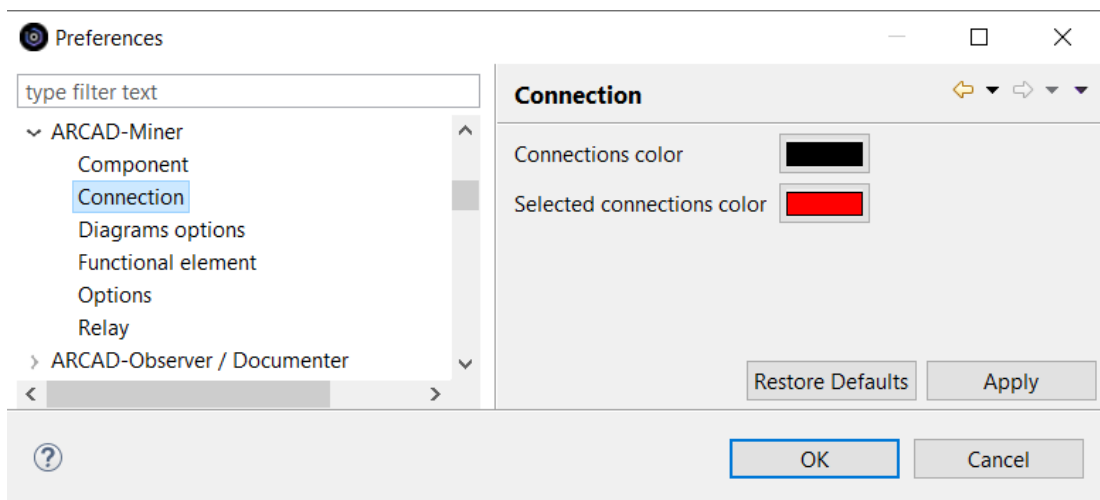 Preferences
type filter text
ARCAD-Miner
Component
Connection
Diagrams options
Functional element
Options
Relay
ARCAD-Observer / Documenter
Connection
Connections color
Selected connections color
Restore Defaults
Apply
?
OK
Cancel